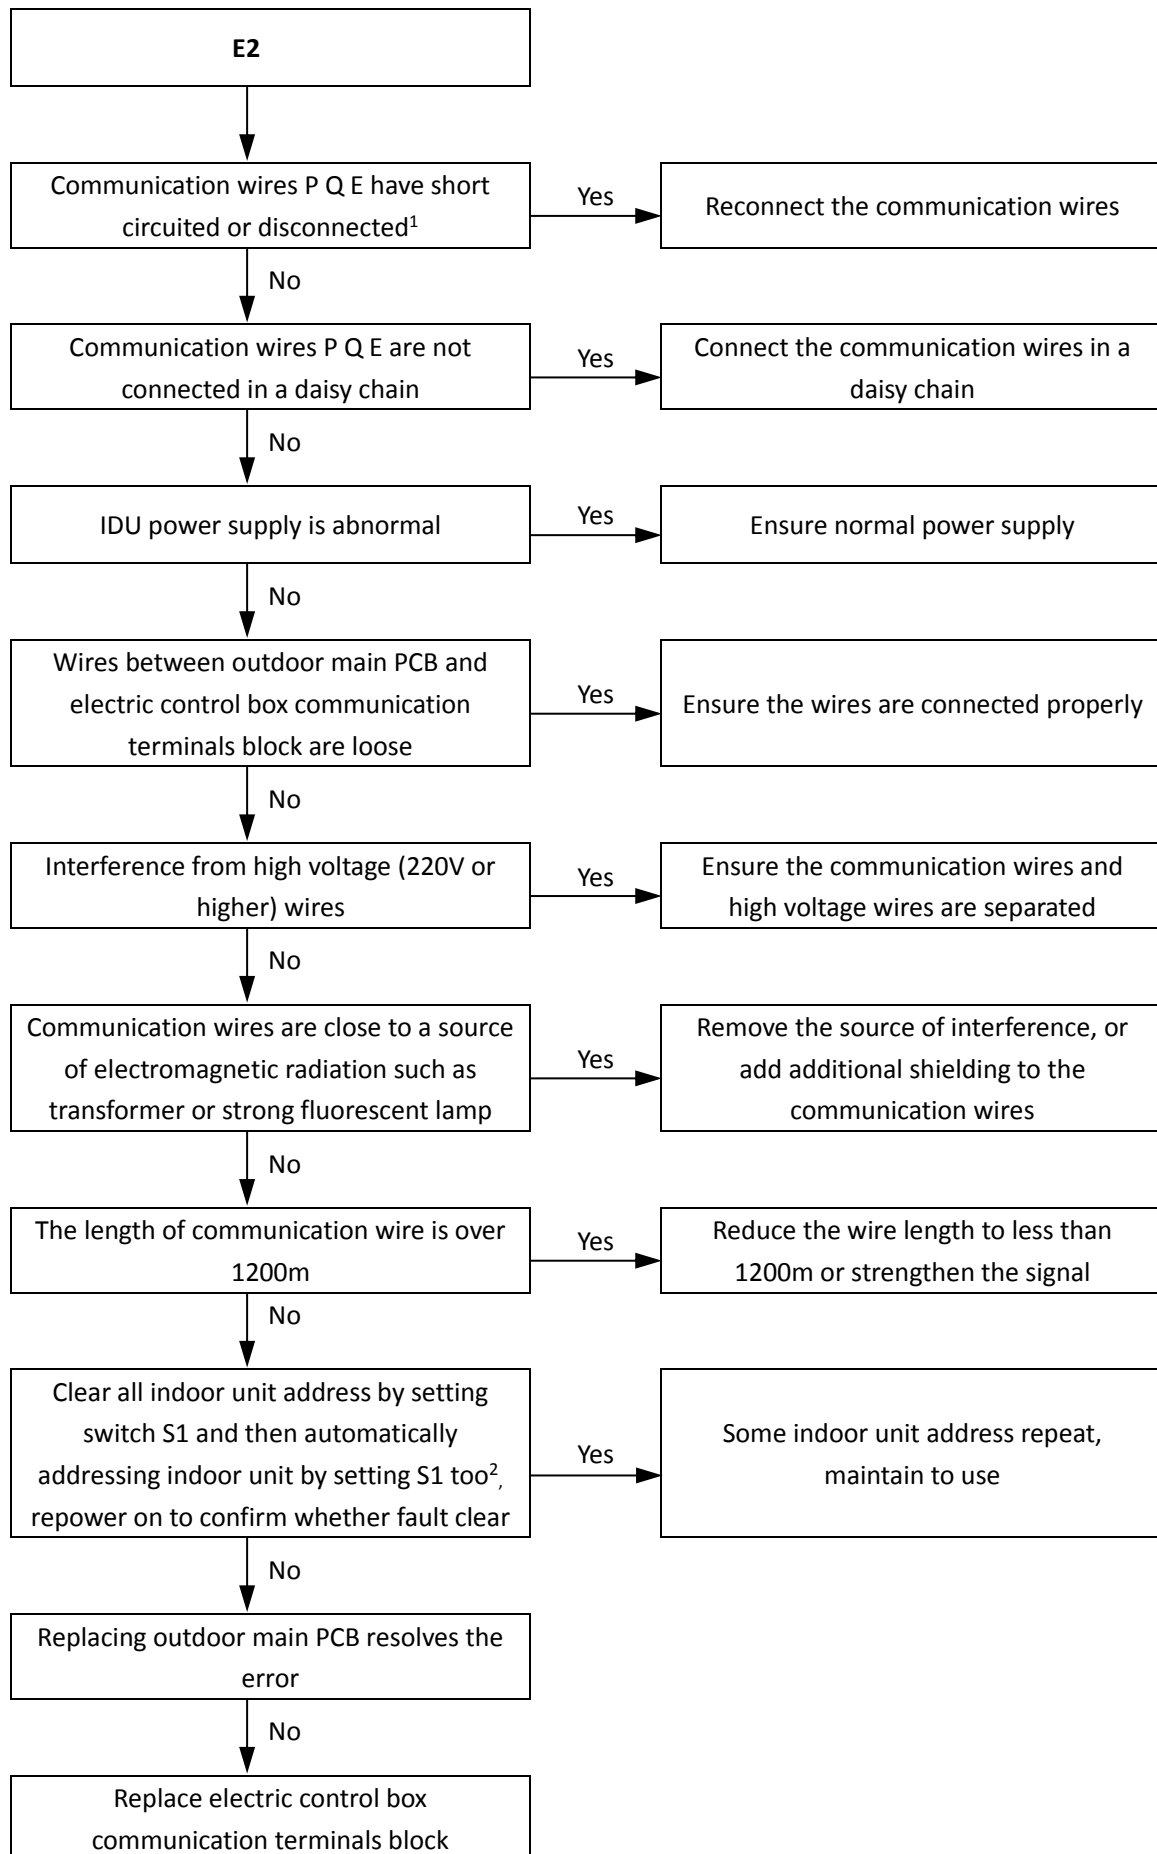 E2
Communication wires P Q E have short
circuited or disconnected¹
Yes
Reconnect the communication wires
No
Communication wires P Q E are not
connected in a daisy chain
Yes
Connect the communication wires in a
daisy chain
No
IDU power supply is abnormal
Yes
Ensure normal power supply
No
Wires between outdoor main PCB and
electric control box communication
terminals block are loose
Yes
Ensure the wires are connected properly
No
Interference from high voltage (220V or
higher) wires
Yes
Ensure the communication wires and
high voltage wires are separated
No
Communication wires are close to a source
of electromagnetic radiation such as
transformer or strong fluorescent lamp
Yes
Remove the source of interference, or
add additional shielding to the
communication wires
No
The length of communication wire is over
1200m
Yes
Reduce the wire length to less than
1200m or strengthen the signal
No
Clear all indoor unit address by setting
switch S1 and then automatically
addressing indoor unit by setting S1 too²,
repower on to confirm whether fault clear
Yes
Some indoor unit address repeat,
maintain to use
No
Replacing outdoor main PCB resolves the
error
No
Replace electric control box
communication terminals block